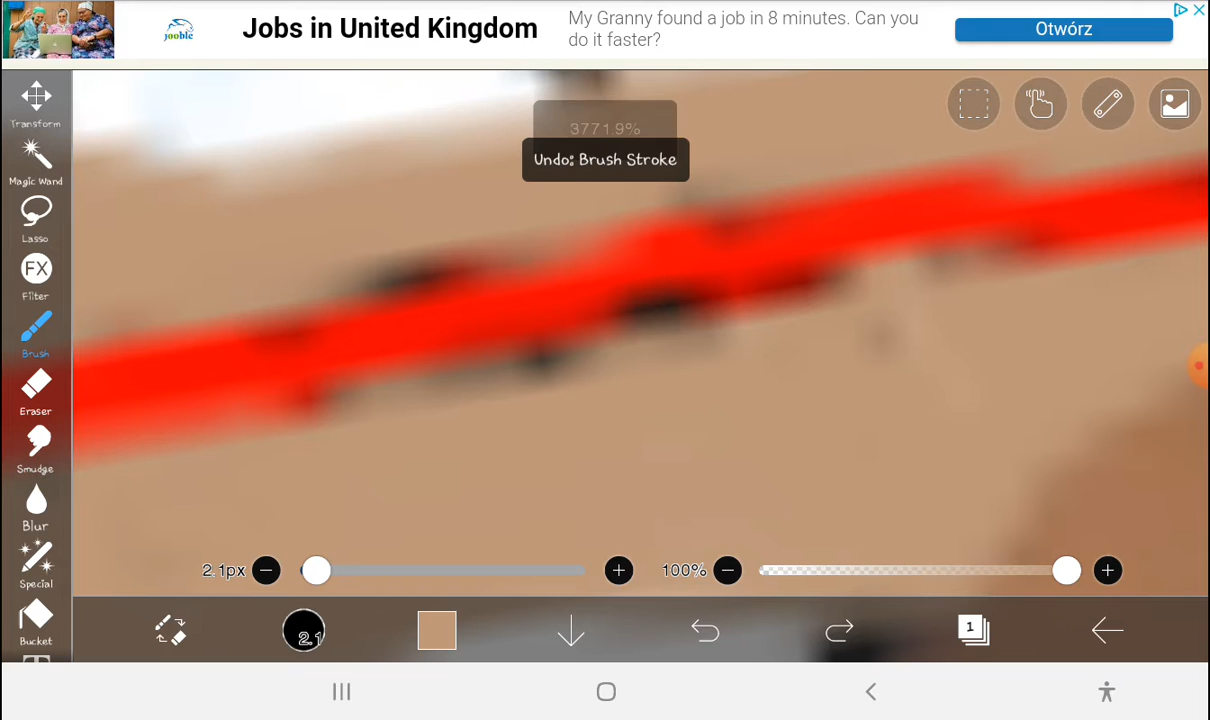 jooble
Jobs in United Kingdom
My Granny found a job in 8 minutes. Can you
do it faster?
Otwórz
Transform
Magic Wand
Lasso
FX
Filter
Brush
Eraser
Smudge
Blur
Special
Bucket
T
3771.9%
Undo: Brush Stroke
2.1px
100%
2.1
1